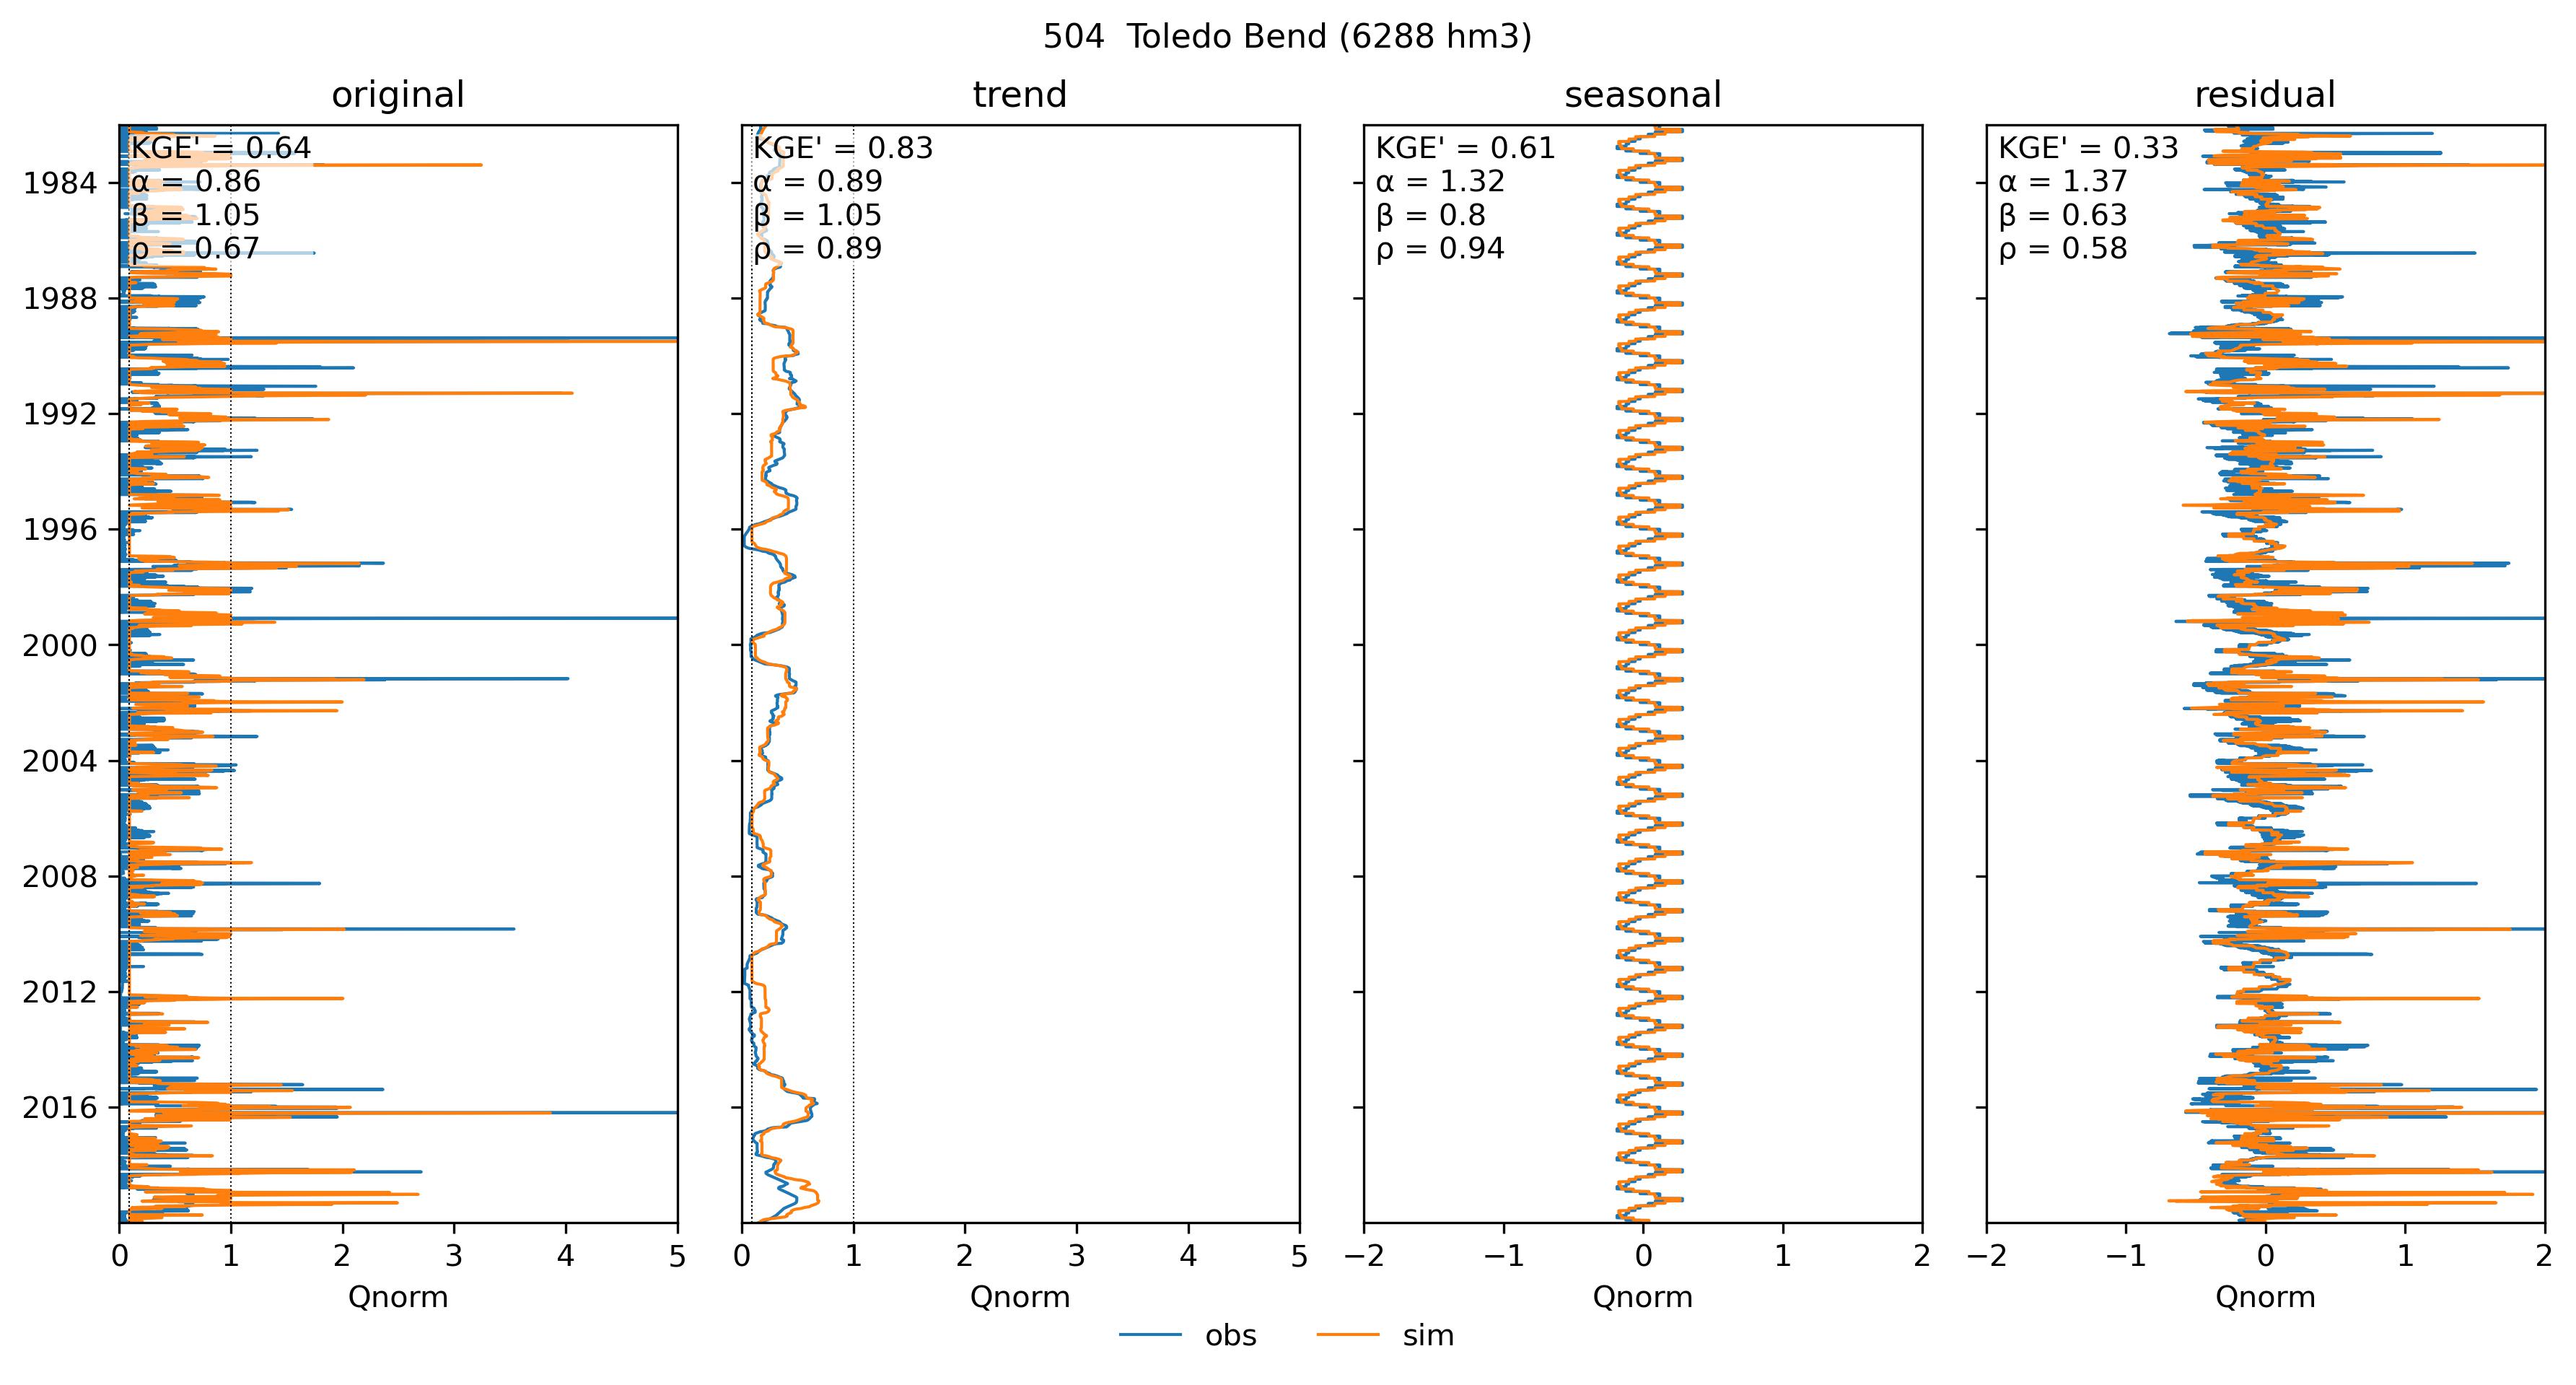 504  Toledo Bend (6288 hm3)
original
trend
seasonal
residual
KGE' = 0.64
α = 0.86
β = 1.05
ρ = 0.67
KGE' = 0.83
α = 0.89
β = 1.05
ρ = 0.89
KGE' = 0.61
α = 1.32
β = 0.8
ρ = 0.94
KGE' = 0.33
α = 1.37
β = 0.63
ρ = 0.58
1984
1988
1992
1996
2000
2004
2008
2012
2016
0 1 2 3 4 5
0 1 2 3 4 5
−2 −1 0 1 2
−2 −1 0 1 2
Qnorm
Qnorm
Qnorm
Qnorm
obs
sim